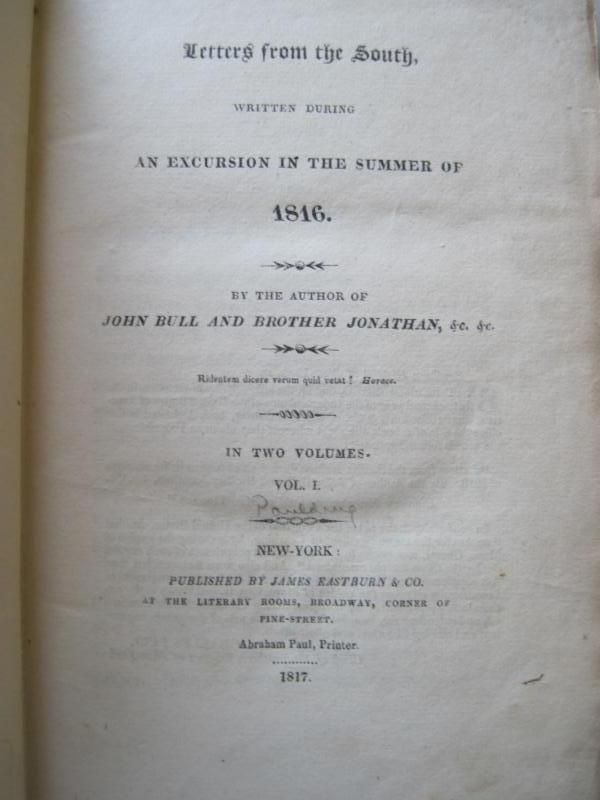 Letters from the South,
WRITTEN DURING
AN EXCURSION IN THE SUMMER OF
1816.
BY THE AUTHOR OF
JOHN BULL AND BROTHER JONATHAN, &c. &c.
Ridentem dicere verum quid vetat? Horace.
IN TWO VOLUMES.
VOL. I.
Paulding
NEW-YORK:
PUBLISHED BY JAMES EASTBURN & CO.
AT THE LITERARY ROOMS, BROADWAY, CORNER OF
PINE-STREET.
Abraham Paul, Printer.
1817.